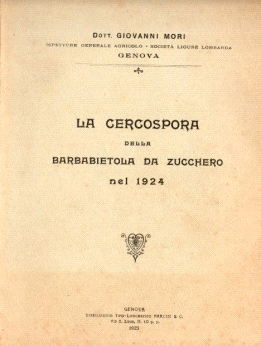 DOTT. GIOVANNI MORI
ISPETTORE GENERALE AGRICOLO - SOCIETÀ LIGURE LOMBARDA
GENOVA
LA CERCOSPORA
DELLA
BARBABIETOLA DA ZUCCHERO
nel 1924
GENOVA
1925